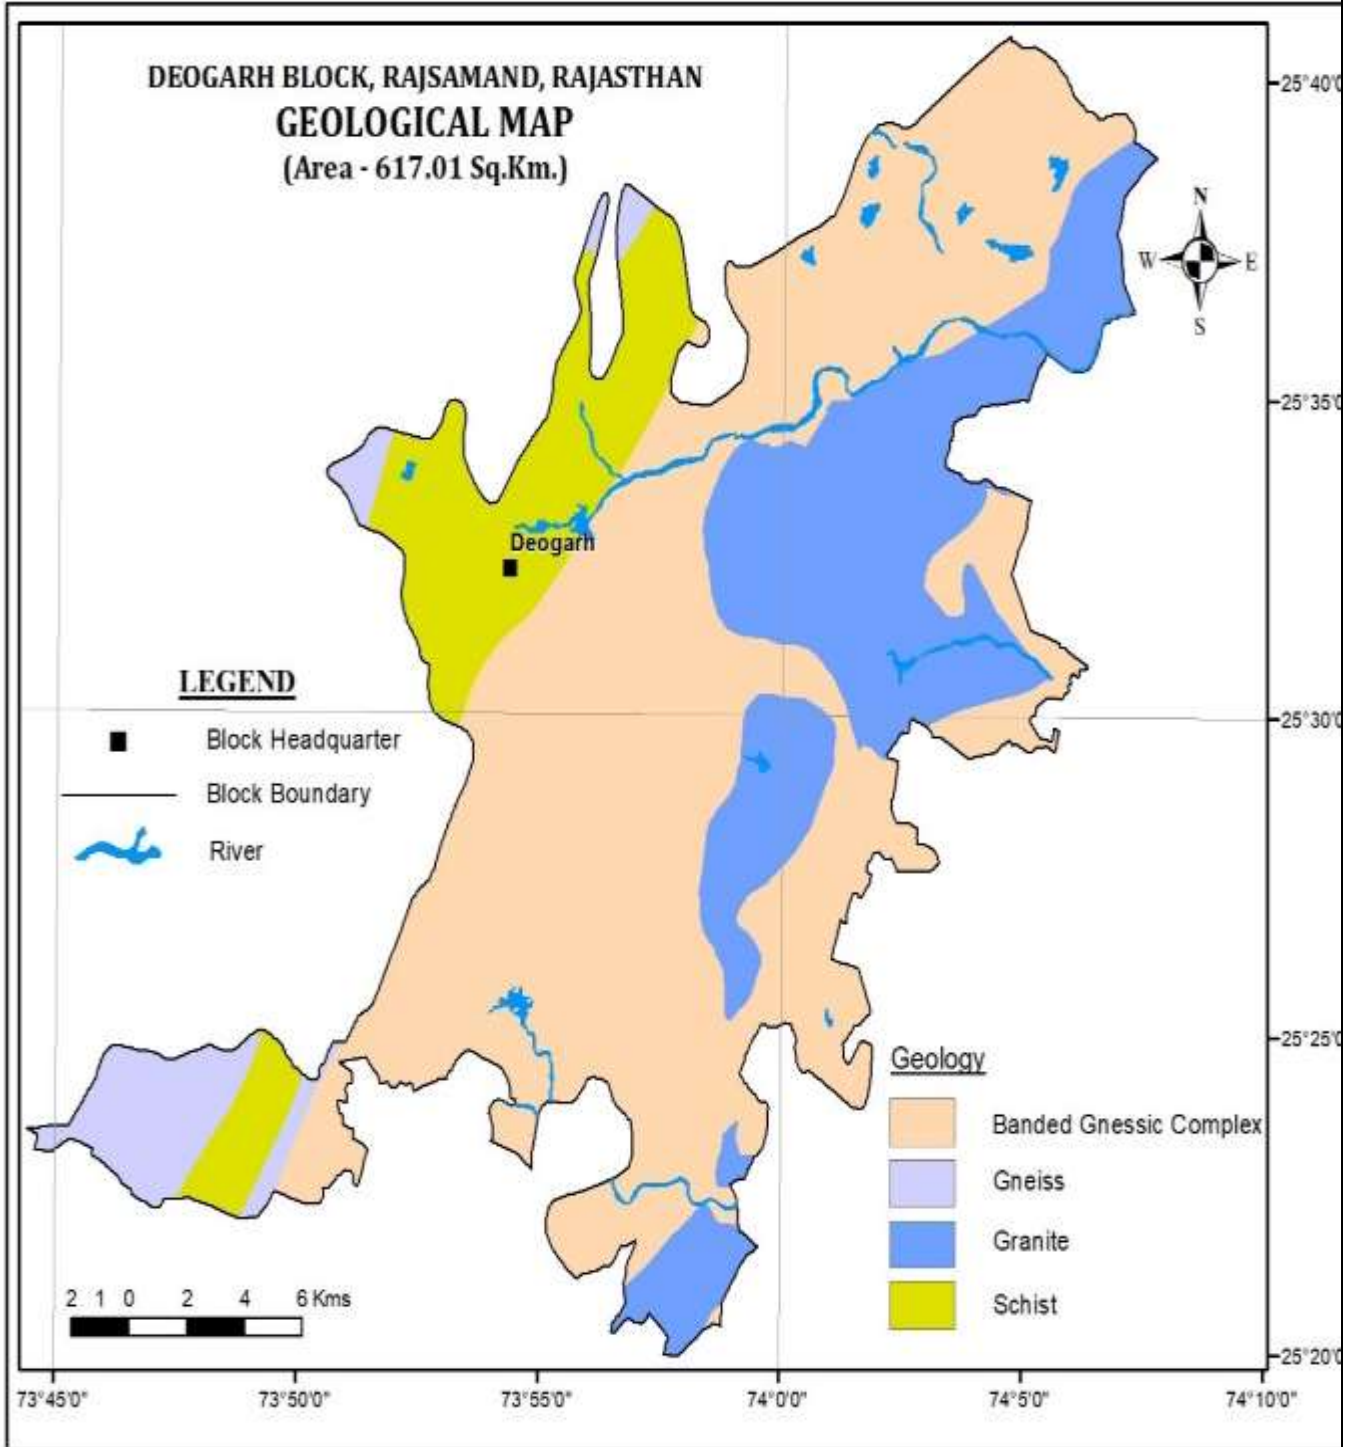 DEOGARH BLOCK, RAJSAMAND, RAJASTHAN
GEOLOGICAL MAP
(Area - 617.01 Sq.Km.)
N
W E
S
25°40'0
25°35'0
25°30'0
25°25'0
25°20'0
Deogarh
LEGEND
Block Headquarter
Block Boundary
River
Geology
Banded Gnessic Complex
Gneiss
Granite
Schist
2 1 0 2 4 6 Kms
73°45'0" 73°50'0" 73°55'0" 74°0'0" 74°5'0" 74°10'0"